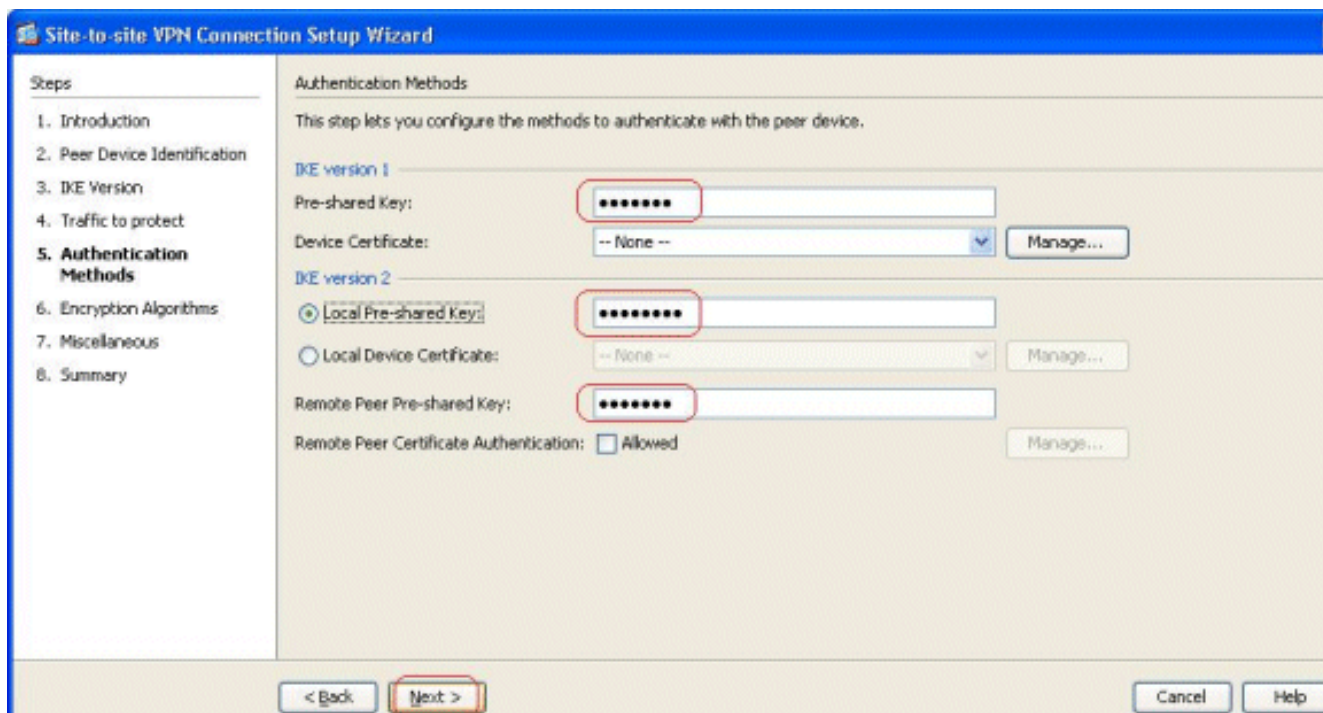 Site-to-site VPN Connection Setup Wizard
Steps
1. Introduction
2. Peer Device Identification
3. IKE Version
4. Traffic to protect
5. Authentication
Methods
6. Encryption Algorithms
7. Miscellaneous
8. Summary
Authentication Methods
This step lets you configure the methods to authenticate with the peer device.
IKE version 1
Pre-shared Key: •••••••
Device Certificate: -- None -- Manage...
IKE version 2
Local Pre-shared Key: ••••••••
Local Device Certificate: -- None -- Manage...
Remote Peer Pre-shared Key: •••••••
Remote Peer Certificate Authentication: Allowed Manage...
< Back Next > Cancel Help